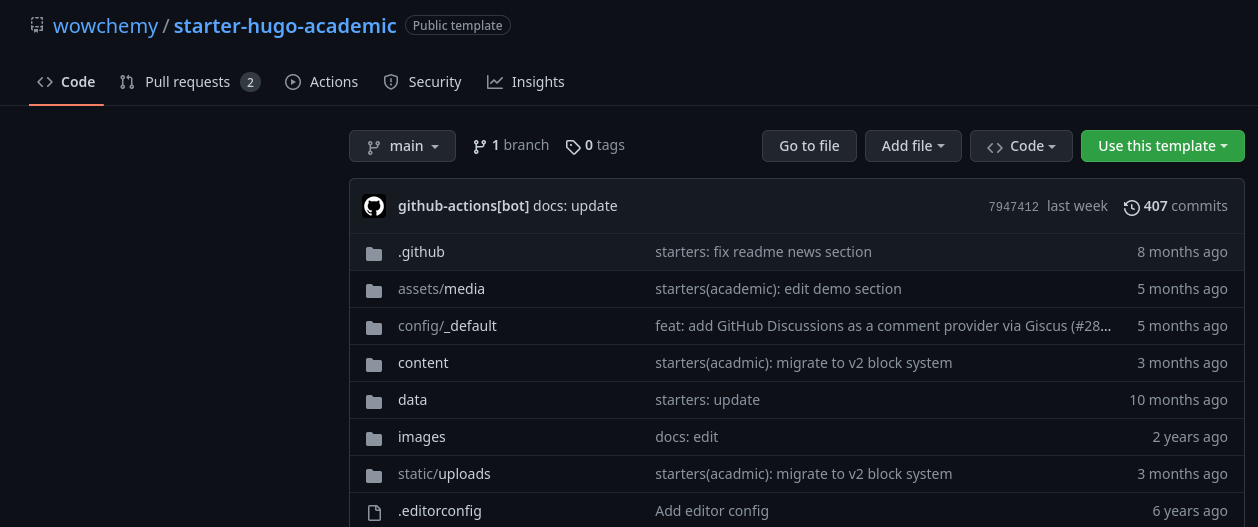 wowchemy / starter-hugo-academic Public template
Code Pull requests 2 Actions Security Insights
main 1 branch 0 tags Go to file Add file Code Use this template
github-actions[bot] docs: update 7947412 last week 407 commits
.github starters: fix readme news section 8 months ago
assets/media starters(academic): edit demo section 5 months ago
config/_default feat: add GitHub Discussions as a comment provider via Giscus (#28... 5 months ago
content starters(acadmic): migrate to v2 block system 3 months ago
data starters: update 10 months ago
images docs: edit 2 years ago
static/uploads starters(acadmic): migrate to v2 block system 3 months ago
.editorconfig Add editor config 6 years ago